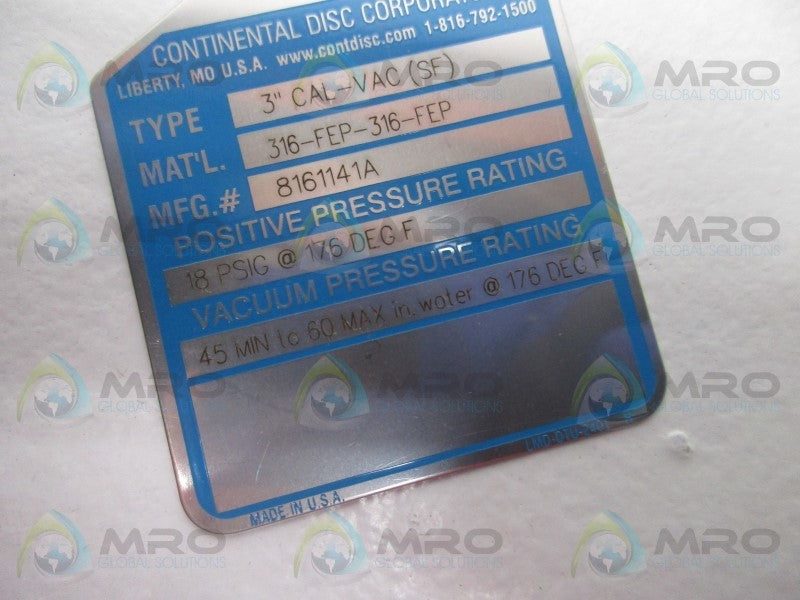 CONTINENTAL DISC
LIBERTY, MO U.S.A. www.contdisc.com 1-816-792-1500
TYPE 3" CAL-VAC (SF)
MAT'L. 316-FEP-316-FEP
MFG.# 8161141A
POSITIVE PRESSURE RATING
18 PSIG @ 176 DEG F
VACUUM PRESSURE RATING
45 MIN to 60 MAX in. water @ 176 DEG F
MADE IN U.S.A.
MRO
GLOBAL SOLUTIONS